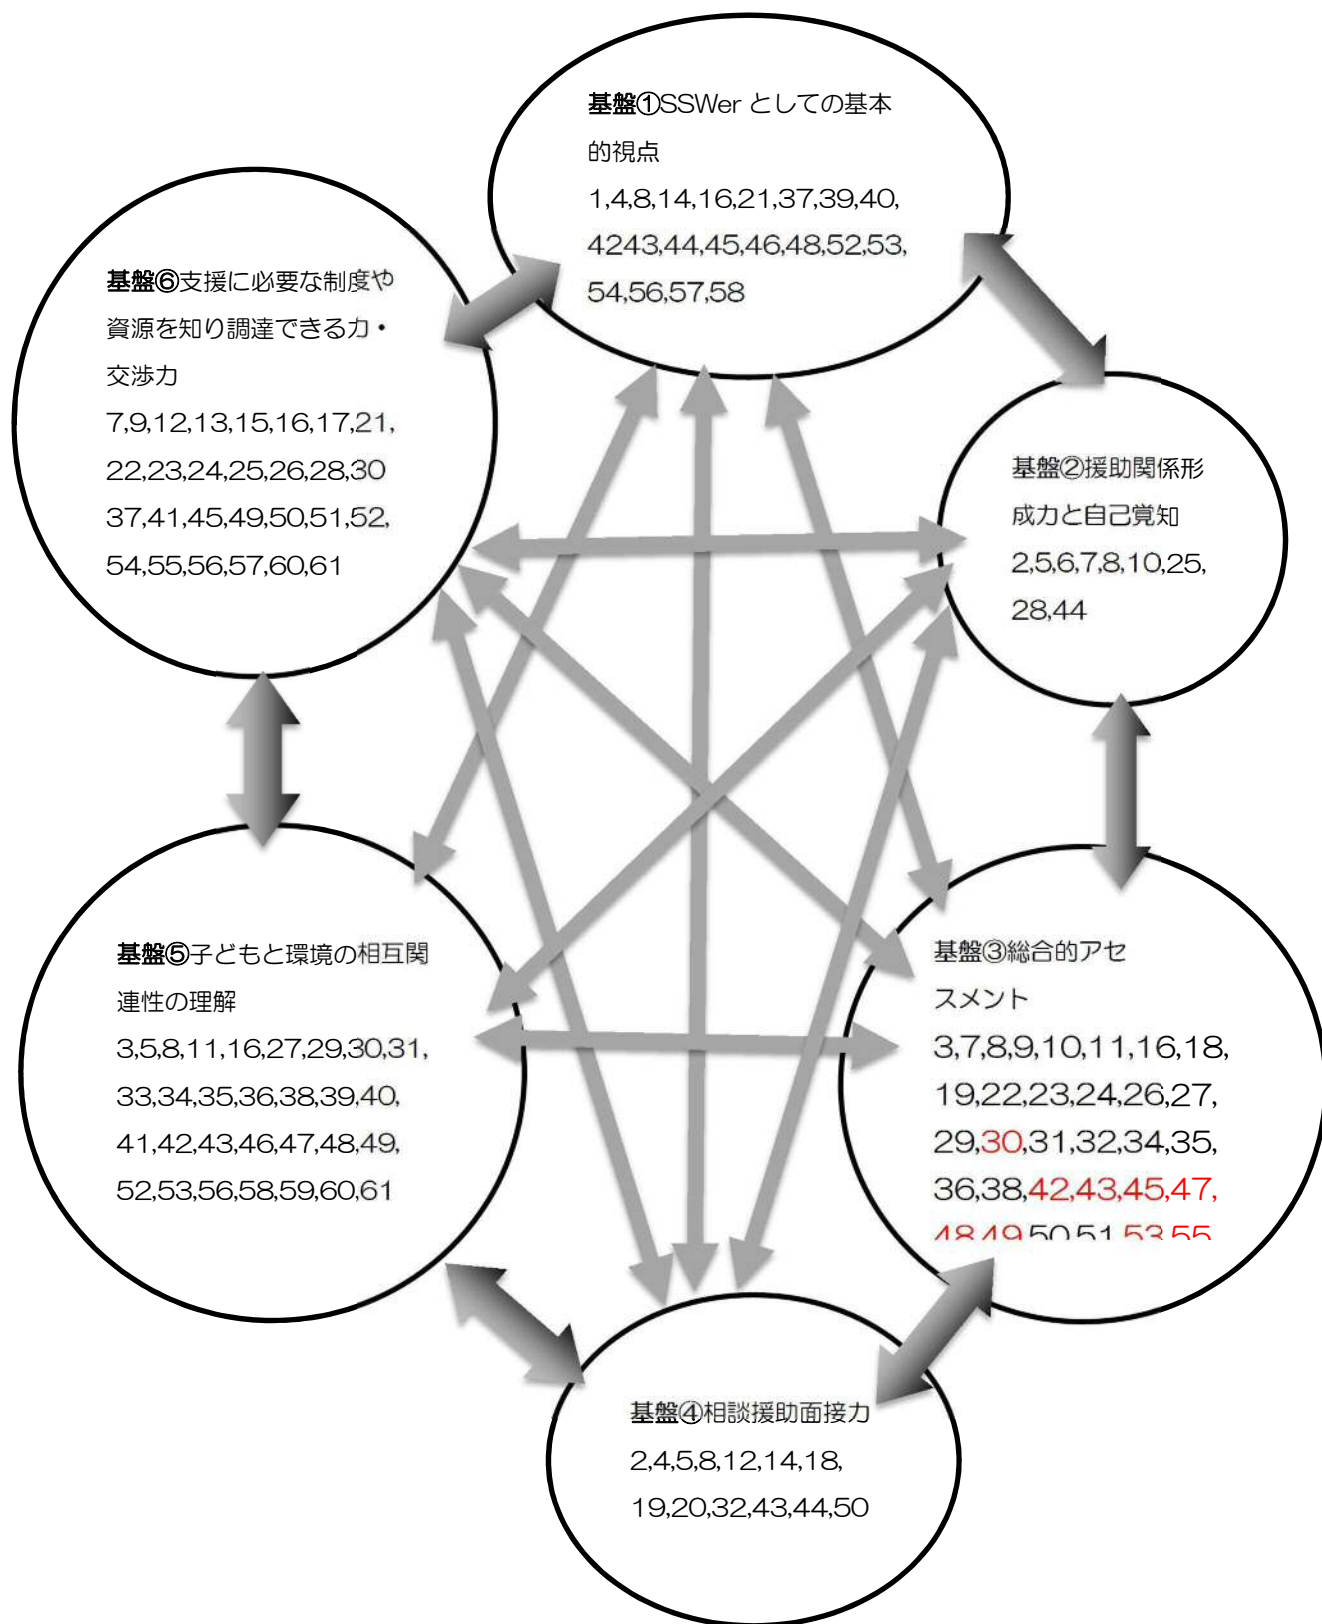 基盤①SSWer としての基本
的視点
1,4,8,14,16,21,37,39,40,
4243,44,45,46,48,52,53,
54,56,57,58
基盤②援助関係形
成力と自己覚知
2,5,6,7,8,10,25,
28,44
基盤③総合的アセ
スメント
3,7,8,9,10,11,16,18,
19,22,23,24,26,27,
29,30,31,32,34,35,
36,38,42,43,45,47,
48,49,50,51,53,55
基盤④相談援助面接力
2,4,5,8,12,14,18,
19,20,32,43,44,50
基盤⑤子どもと環境の相互関
連性の理解
3,5,8,11,16,27,29,30,31,
33,34,35,36,38,39,40,
41,42,43,46,47,48,49,
52,53,56,58,59,60,61
基盤⑥支援に必要な制度や
資源を知り調達できる力・
交渉力
7,9,12,13,15,16,17,21,
22,23,24,25,26,28,30
37,41,45,49,50,51,52,
54,55,56,57,60,61